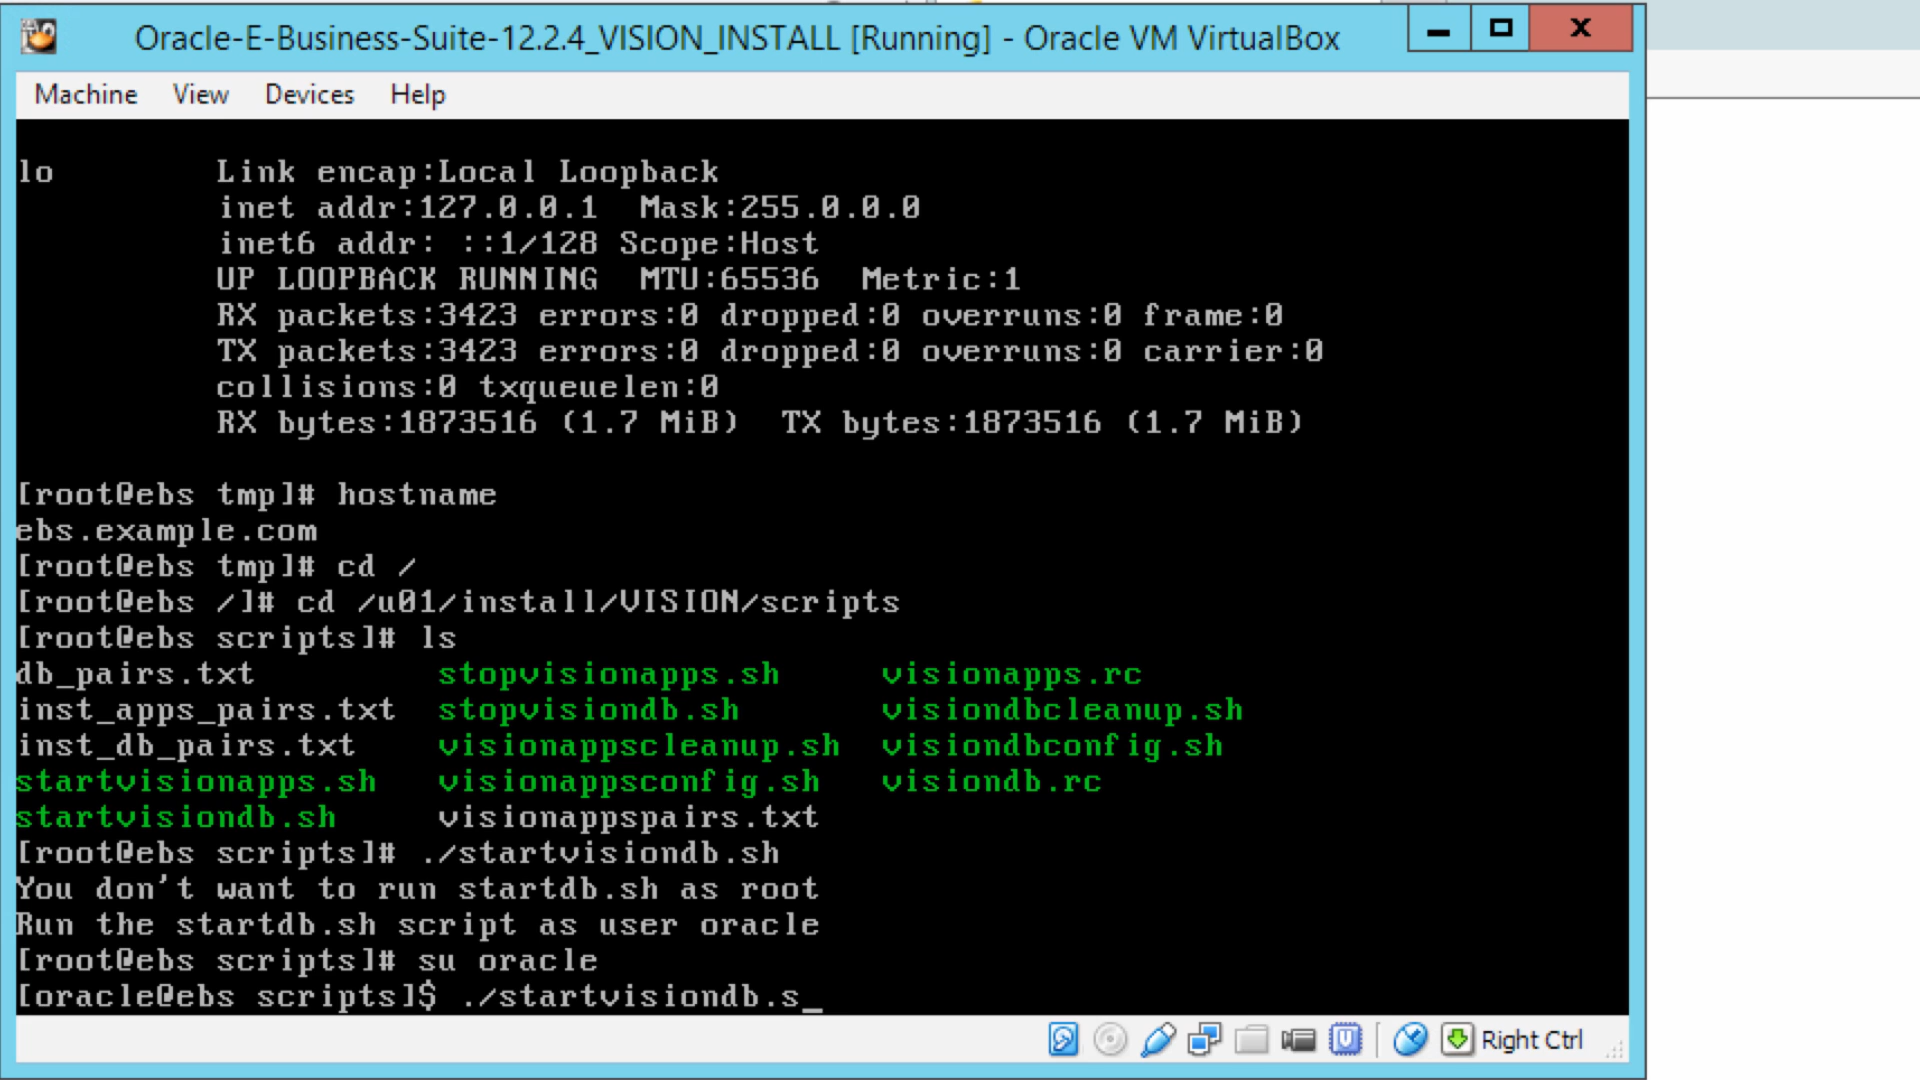 Oracle-E-Business-Suite-12.2.4_VISION_INSTALL [Running] - Oracle VM VirtualBox
Machine View Devices Help
lo Link encap:Local Loopback
inet addr:127.0.0.1 Mask:255.0.0.0
inet6 addr: ::1/128 Scope:Host
UP LOOPBACK RUNNING MTU:65536 Metric:1
RX packets:3423 errors:0 dropped:0 overruns:0 frame:0
TX packets:3423 errors:0 dropped:0 overruns:0 carrier:0
collisions:0 txqueuelen:0
RX bytes:1873516 (1.7 MiB) TX bytes:1873516 (1.7 MiB)
[root@ebs tmp]# hostname
ebs.example.com
[root@ebs tmp]# cd /
[root@ebs /]# cd /u01/install/VISION/scripts
[root@ebs scripts]# ls
db_pairs.txt stopvisionapps.sh visionapps.rc
inst_apps_pairs.txt stopvisiondb.sh visiondbcleanup.sh
inst_db_pairs.txt visionappscleanup.sh visiondbconfig.sh
startvisionapps.sh visionappsconfig.sh visiondb.rc
startvisiondb.sh visionappspairs.txt
[root@ebs scripts]# ./startvisiondb.sh
You don't want to run startdb.sh as root
Run the startdb.sh script as user oracle
[root@ebs scripts]# su oracle
[oracle@ebs scripts]$ ./startvisiondb.s_
Right Ctrl